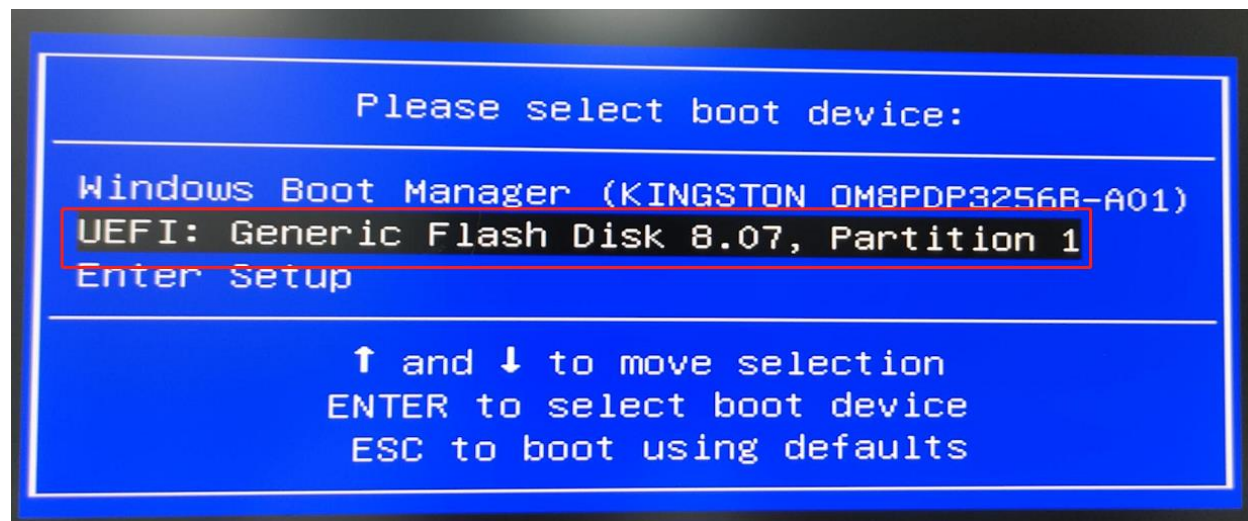 Please select boot device:
Windows Boot Manager (KINGSTON OM8PDP3256B-A01)
UEFI: Generic Flash Disk 8.07, Partition 1
Enter Setup
↑ and ↓ to move selection
ENTER to select boot device
ESC to boot using defaults